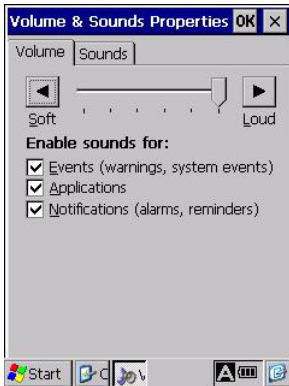 Volume & Sounds Properties OK ×
Volume Sounds
Soft Loud
Enable sounds for:
Events (warnings, system events)
Applications
Notifications (alarms, reminders)
Start C A